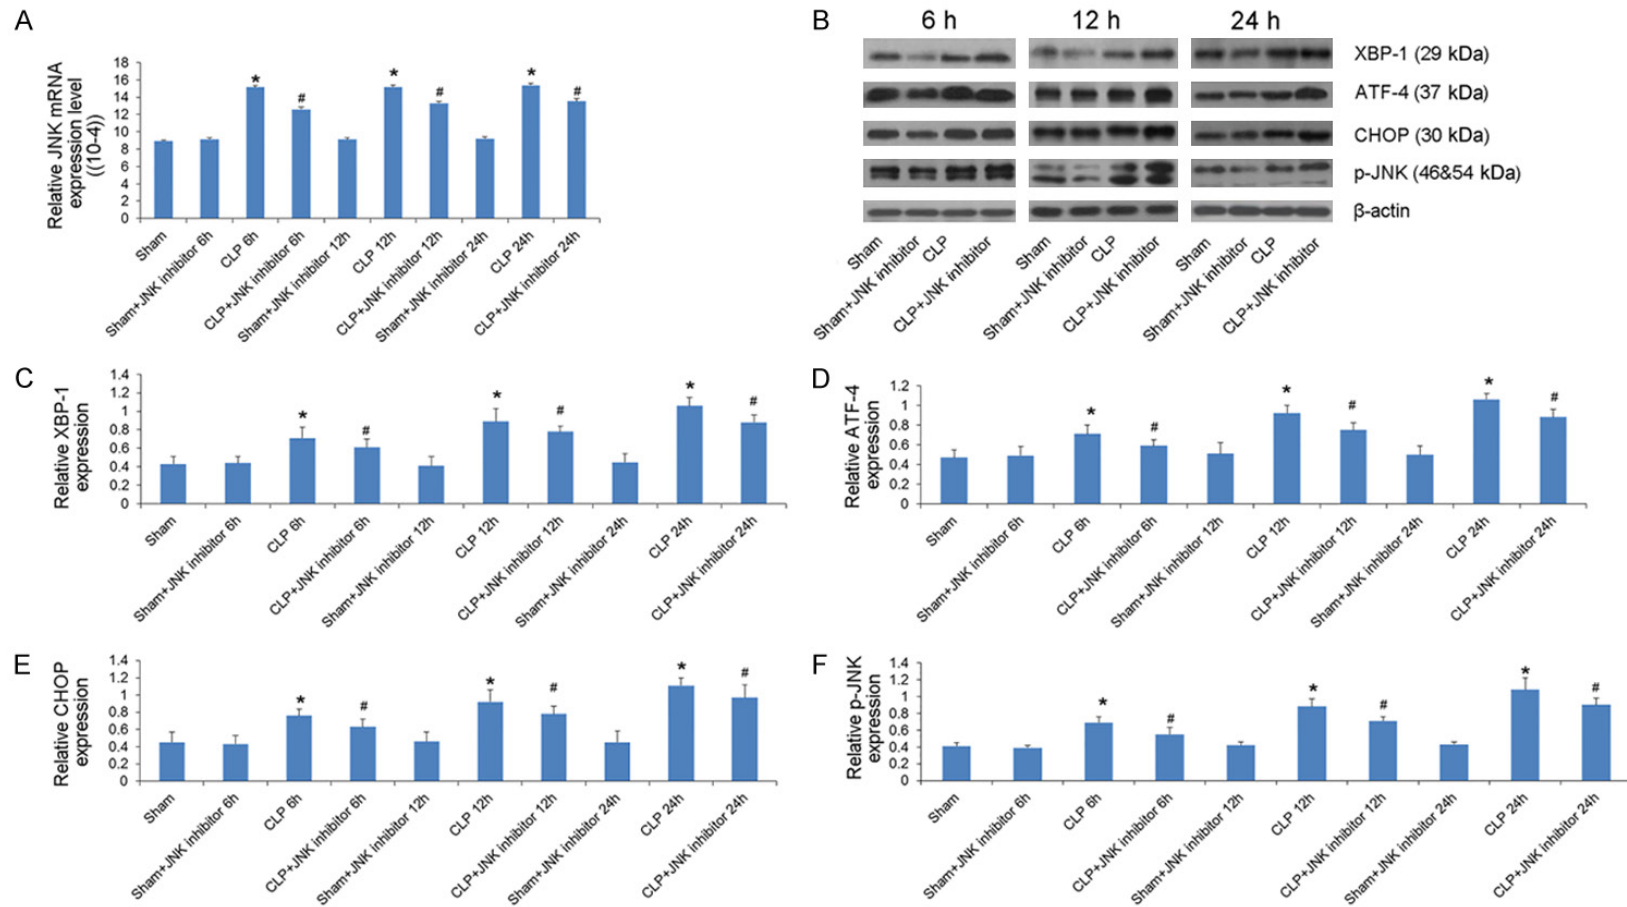 A
Relative JNK mRNA
expression level
((10-4))
18
16
14
12
10
8
6
4
2
0
*
#
*
#
*
#
Sham
Sham+JNK inhibitor 6h
CLP 6h
CLP+JNK inhibitor 6h
Sham+JNK inhibitor 12h
CLP 12h
CLP+JNK inhibitor 12h
Sham+JNK inhibitor 24h
CLP 24h
CLP+JNK inhibitor 24h
B
6 h
12 h
24 h
XBP-1 (29 kDa)
ATF-4 (37 kDa)
CHOP (30 kDa)
p-JNK (46&54 kDa)
β-actin
Sham
Sham+JNK inhibitor
CLP
CLP+JNK inhibitor
Sham
Sham+JNK inhibitor
CLP
CLP+JNK inhibitor
Sham
Sham+JNK inhibitor
CLP
CLP+JNK inhibitor
C
Relative XBP-1
expression
1.4
1.2
1
0.8
0.6
0.4
0.2
0
*
#
*
#
*
#
Sham
Sham+JNK inhibitor 6h
CLP 6h
CLP+JNK inhibitor 6h
Sham+JNK inhibitor 12h
CLP 12h
CLP+JNK inhibitor 12h
Sham+JNK inhibitor 24h
CLP 24h
CLP+JNK inhibitor 24h
D
Relative ATF-4
expression
1.2
1
0.8
0.6
0.4
0.2
0
*
#
*
#
*
#
Sham
Sham+JNK inhibitor 6h
CLP 6h
CLP+JNK inhibitor 6h
Sham+JNK inhibitor 12h
CLP 12h
CLP+JNK inhibitor 12h
Sham+JNK inhibitor 24h
CLP 24h
CLP+JNK inhibitor 24h
E
Relative CHOP
expression
1.4
1.2
1
0.8
0.6
0.4
0.2
0
*
#
*
#
*
#
Sham
Sham+JNK inhibitor 6h
CLP 6h
CLP+JNK inhibitor 6h
Sham+JNK inhibitor 12h
CLP 12h
CLP+JNK inhibitor 12h
Sham+JNK inhibitor 24h
CLP 24h
CLP+JNK inhibitor 24h
F
Relative p-JNK
expression
1.4
1.2
1
0.8
0.6
0.4
0.2
0
*
#
*
#
*
#
Sham
Sham+JNK inhibitor 6h
CLP 6h
CLP+JNK inhibitor 6h
Sham+JNK inhibitor 12h
CLP 12h
CLP+JNK inhibitor 12h
Sham+JNK inhibitor 24h
CLP 24h
CLP+JNK inhibitor 24h